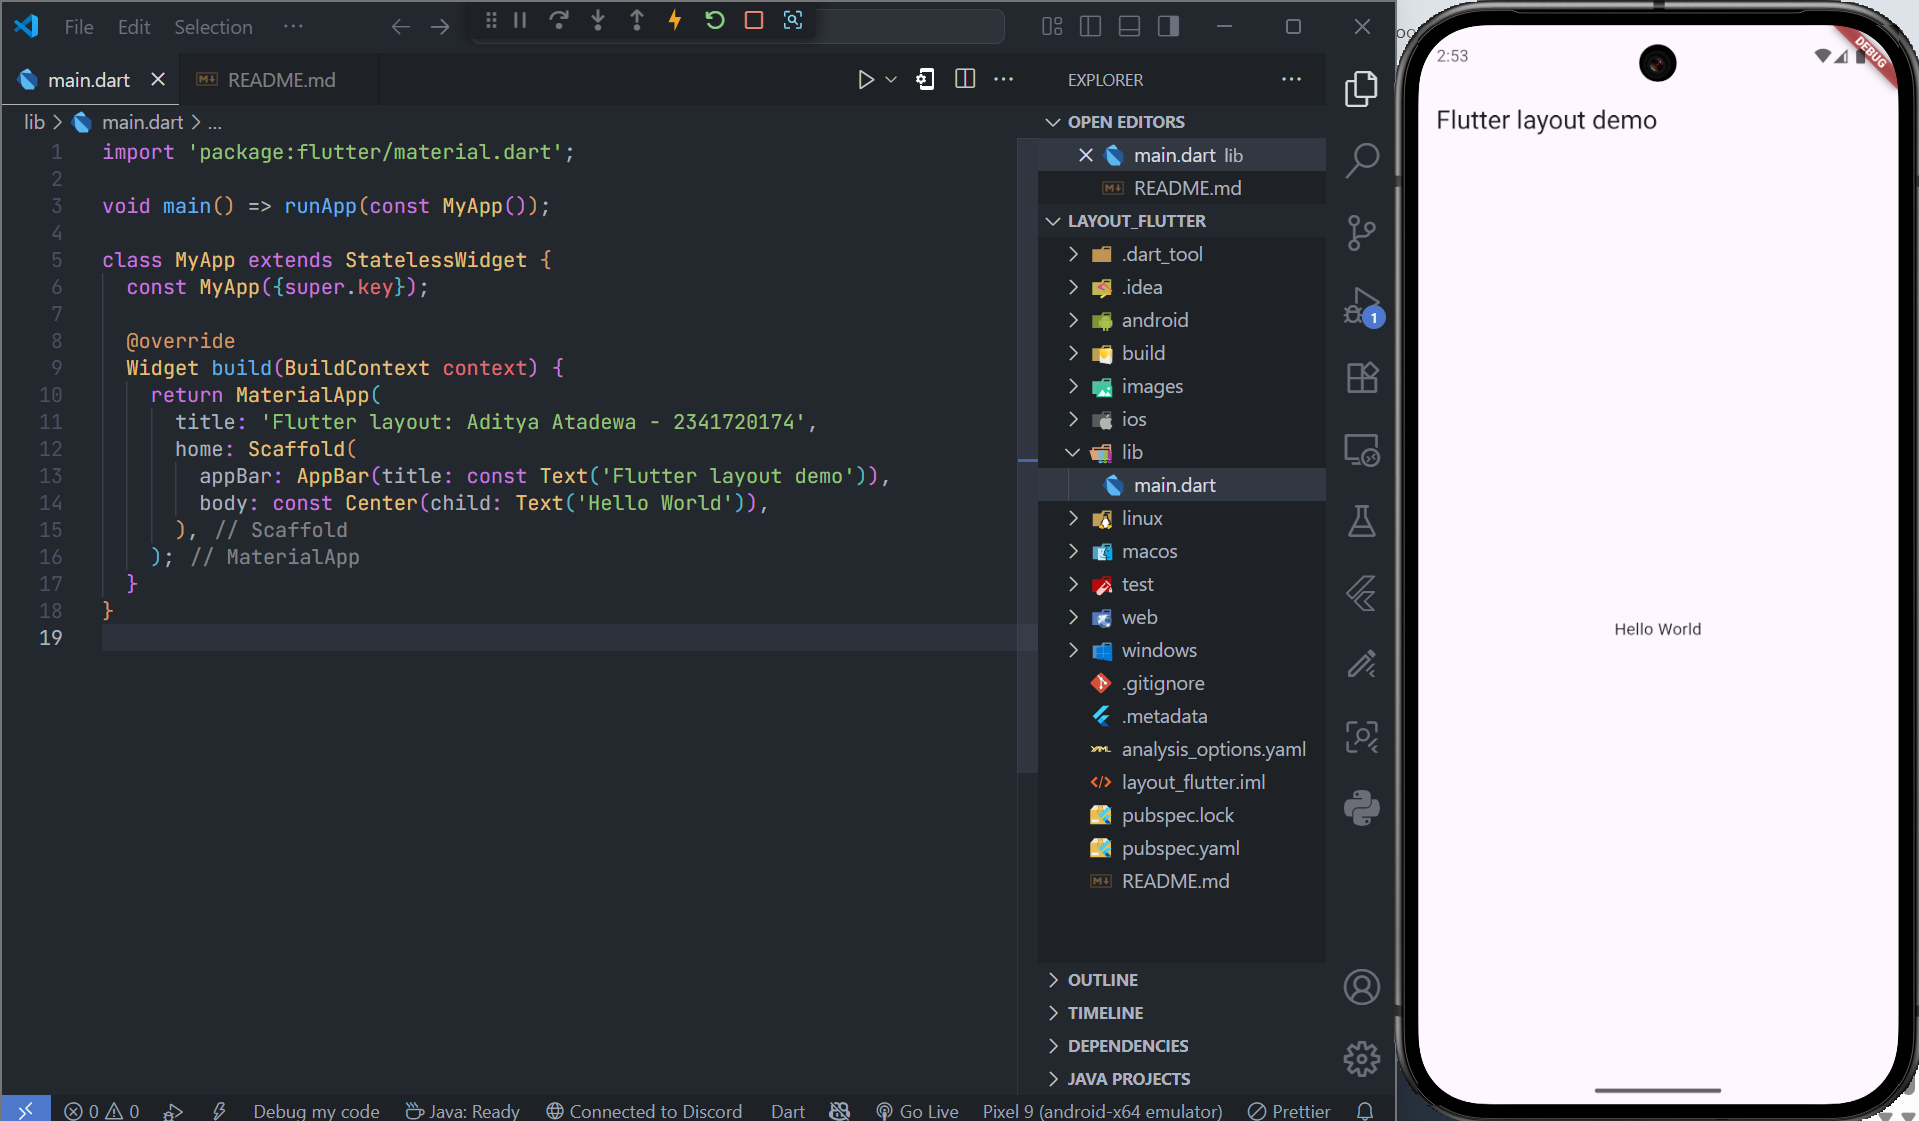 File Edit Selection ···
main.dart
README.md
lib > main.dart > ...
1 import 'package:flutter/material.dart';
2
3 void main() => runApp(const MyApp());
4
5 class MyApp extends StatelessWidget {
6 const MyApp({super.key});
7
8 @override
9 Widget build(BuildContext context) {
10 return MaterialApp(
11 title: 'Flutter layout: Aditya Atadewa - 2341720174',
12 home: Scaffold(
13 appBar: AppBar(title: const Text('Flutter layout demo')),
14 body: const Center(child: Text('Hello World')),
15 ), // Scaffold
16 ); // MaterialApp
17 }
18 }
19
EXPLORER
OPEN EDITORS
main.dart lib
README.md
LAYOUT_FLUTTER
.dart_tool
.idea
android
build
images
ios
lib
main.dart
linux
macos
test
web
windows
.gitignore
.metadata
analysis_options.yaml
layout_flutter.iml
pubspec.lock
pubspec.yaml
README.md
OUTLINE
TIMELINE
DEPENDENCIES
JAVA PROJECTS
1
0 0 Debug my code Java: Ready Connected to Discord Dart Go Live Pixel 9 (android-x64 emulator) Prettier
2:53
DEBUG
Flutter layout demo
Hello World